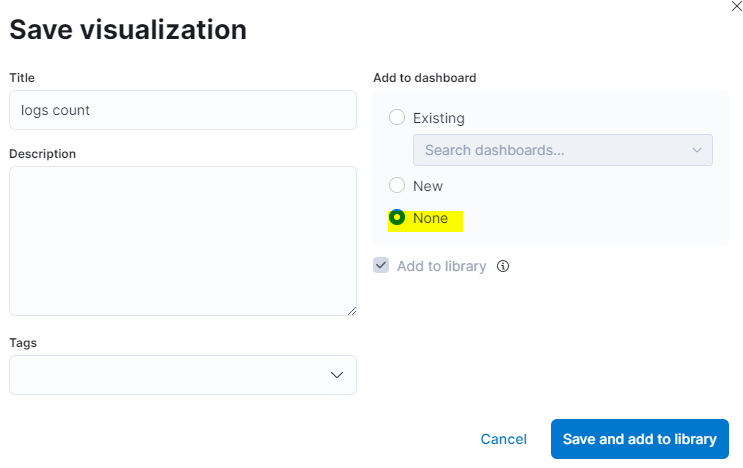 Save visualization
Title
logs count
Description
Tags
Add to dashboard
Existing
Search dashboards...
New
None
Add to library
Cancel
Save and add to library